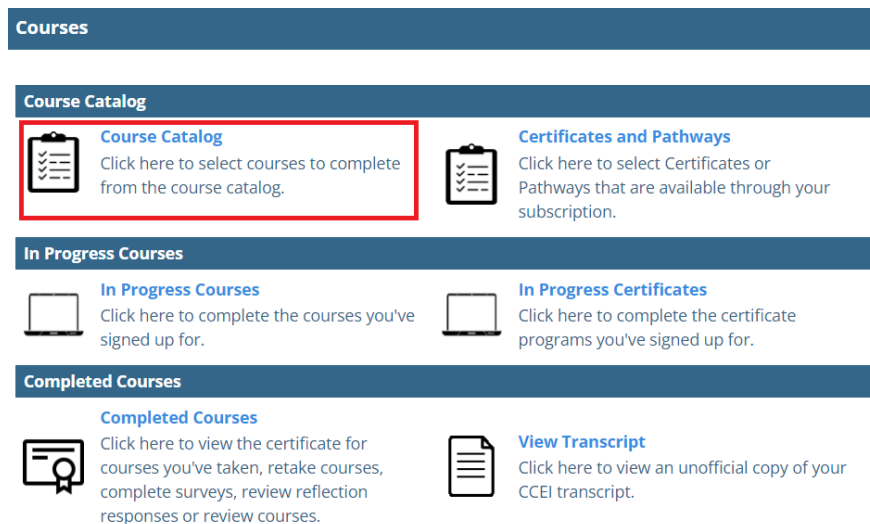 Courses
Course Catalog
Course Catalog
Click here to select courses to complete
from the course catalog.
Certificates and Pathways
Click here to select Certificates or
Pathways that are available through your
subscription.
In Progress Courses
In Progress Courses
Click here to complete the courses you've
signed up for.
In Progress Certificates
Click here to complete the certificate
programs you've signed up for.
Completed Courses
Completed Courses
Click here to view the certificate for
courses you've taken, retake courses,
complete surveys, review reflection
responses or review courses.
View Transcript
Click here to view an unofficial copy of your
CCEI transcript.